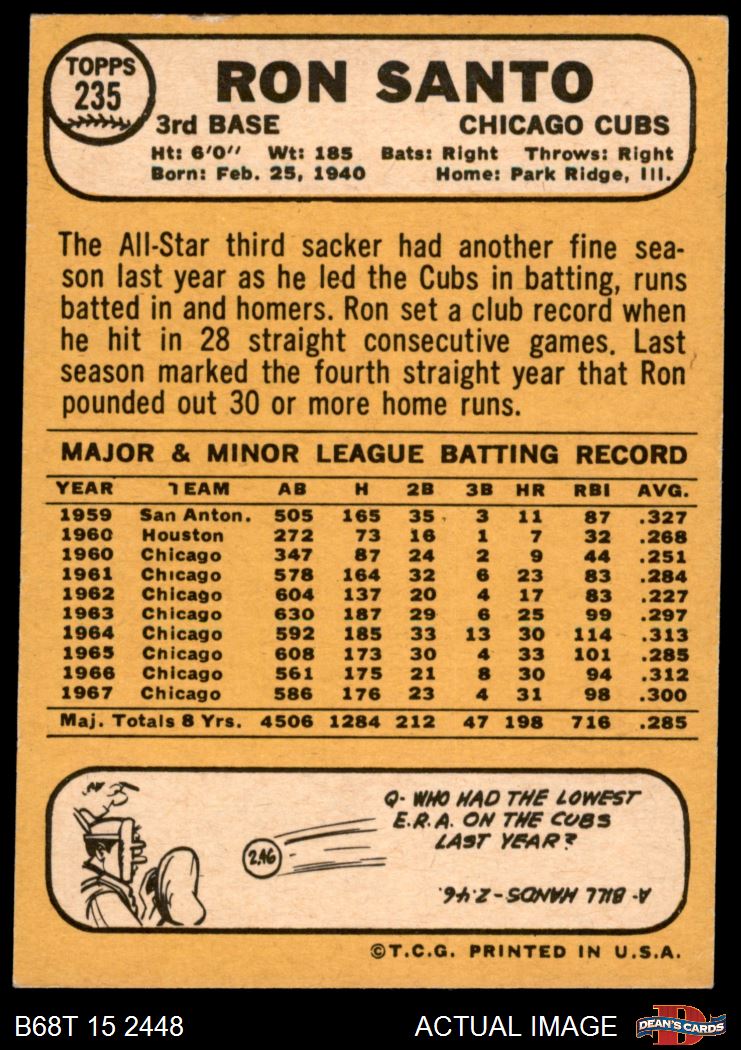 TOPPS
235
RON SANTO
3rd BASE CHICAGO CUBS
Ht: 6'0" Wt: 185 Bats: Right Throws: Right
Born: Feb. 25, 1940 Home: Park Ridge, Ill.
The All-Star third sacker had another fine sea-
son last year as he led the Cubs in batting, runs
batted in and homers. Ron set a club record when
he hit in 28 straight consecutive games. Last
season marked the fourth straight year that Ron
pounded out 30 or more home runs.
MAJOR & MINOR LEAGUE BATTING RECORD
YEAR TEAM AB H 2B 3B HR RBI AVG.
1959 San Anton. 505 165 35 3 11 87 .327
1960 Houston 272 73 16 1 7 32 .268
1960 Chicago 347 87 24 2 9 44 .251
1961 Chicago 578 164 32 6 23 83 .284
1962 Chicago 604 137 20 4 17 83 .227
1963 Chicago 630 187 29 6 25 99 .297
1964 Chicago 592 185 33 13 30 114 .313
1965 Chicago 608 173 30 4 33 101 .285
1966 Chicago 561 175 21 8 30 94 .312
1967 Chicago 586 176 23 4 31 98 .300
Maj. Totals 8 Yrs. 4506 1284 212 47 198 716 .285
Q- WHO HAD THE LOWEST
E.R.A. ON THE CUBS
LAST YEAR?
2.46
A- BILL HANDS-2.46.
©T.C.G. PRINTED IN U.S.A.
B68T 15 2448 ACTUAL IMAGE
D
DEAN'S CARDS